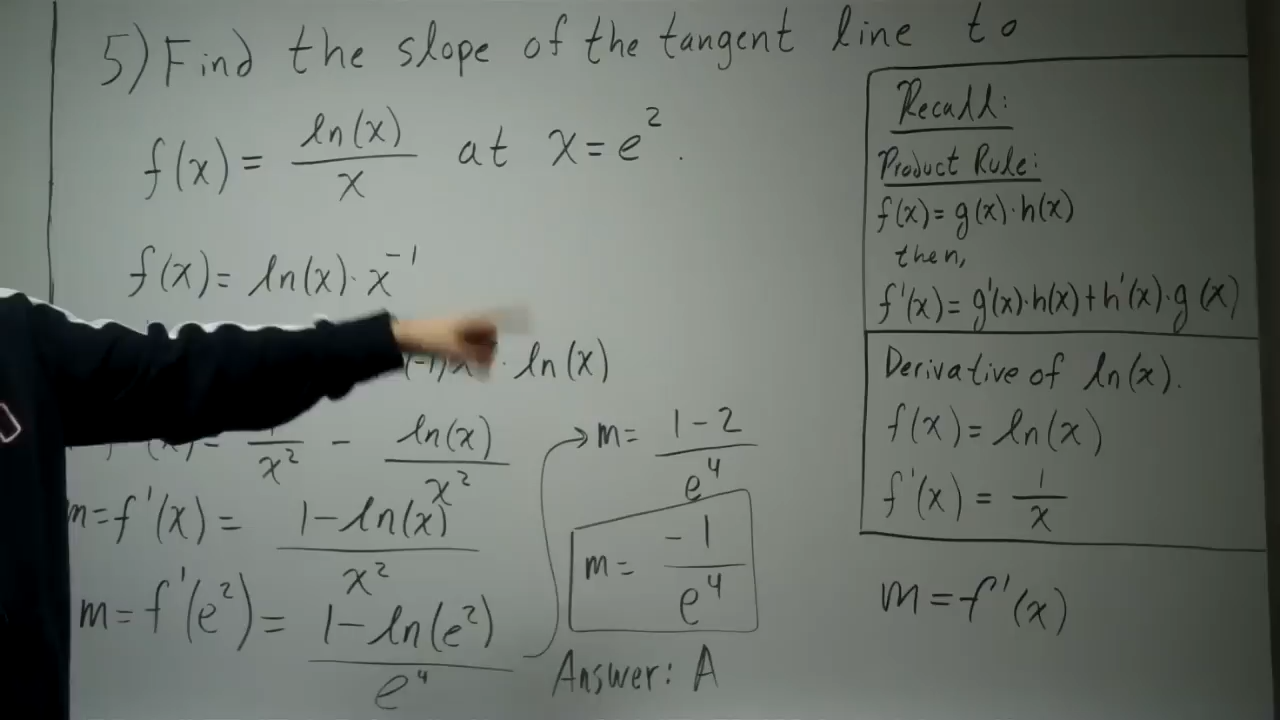 5) Find the slope of the tangent line to
f(x) = ln(x)/x at x = e².
f(x) = ln(x)·x⁻¹
· ln(x)
1/x² − ln(x)/x²
m = f'(x) = (1 − ln(x))/x²
m = f'(e²) = (1 − ln(e²))/e⁴
→ m = (1 − 2)/e⁴
m = −1/e⁴
Answer: A
Recall:
Product Rule:
f(x) = g(x)·h(x)
then,
f'(x) = g'(x)·h(x) + h'(x)·g(x)
Derivative of ln(x).
f(x) = ln(x)
f'(x) = 1/x
m = f'(x)